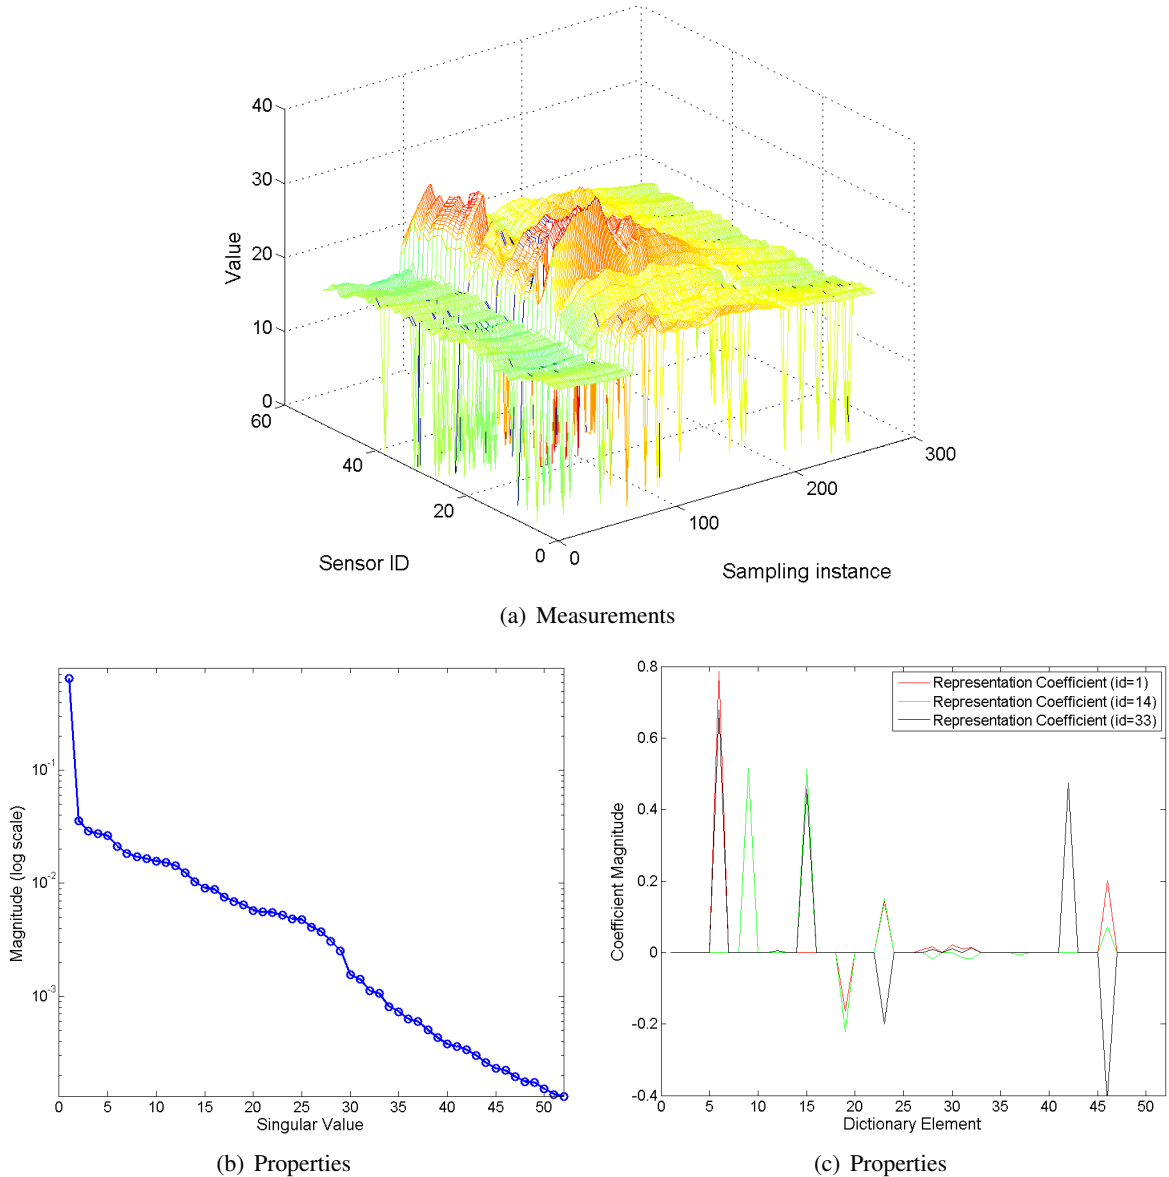 40
30
20
10
0
Value
60
40
20
0
Sensor ID
0
100
200
300
Sampling instance
(a) Measurements
10-1
10-2
10-3
Magnitude (log scale)
0 5 10 15 20 25 30 35 40 45 50
Singular Value
(b) Properties
0.8
0.6
0.4
0.2
0
-0.2
-0.4
Coefficient Magnitude
Representation Coefficient (id=1)
Representation Coefficient (id=14)
Representation Coefficient (id=33)
0 5 10 15 20 25 30 35 40 45 50
Dictionary Element
(c) Properties